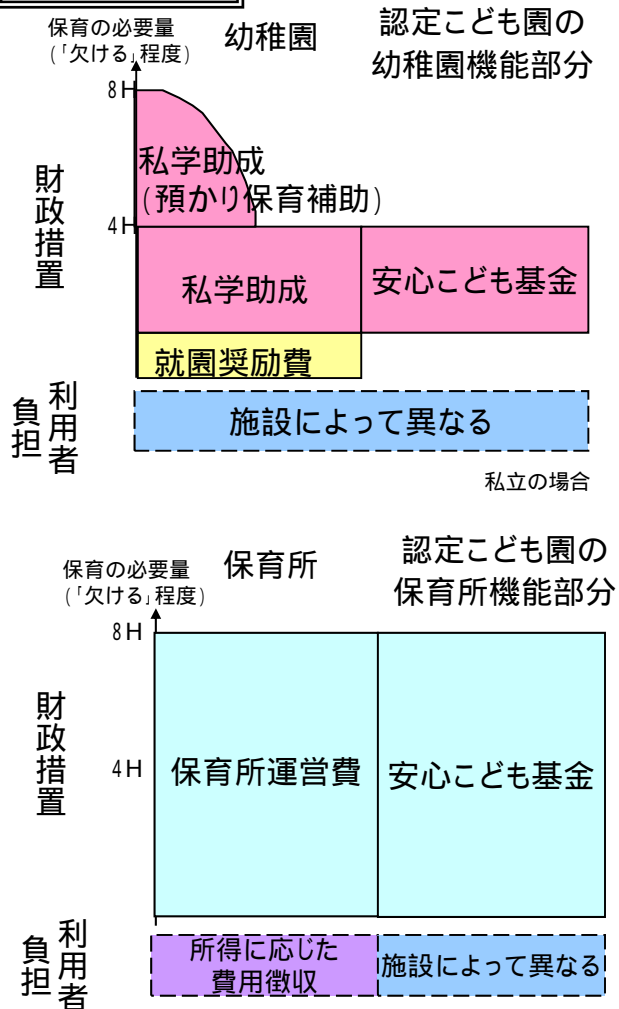 保育の必要量
(「欠ける」程度)
幼稚園
認定こども園の
幼稚園機能部分
8H
私学助成
(預かり保育補助)
4H
財政措置
私学助成
安心こども基金
就園奨励費
利用者
負担
施設によって異なる
私立の場合
保育の必要量
(「欠ける」程度)
保育所
認定こども園の
保育所機能部分
8H
財政措置
4H
保育所運営費
安心こども基金
利用者
負担
所得に応じた
費用徴収
施設によって異なる